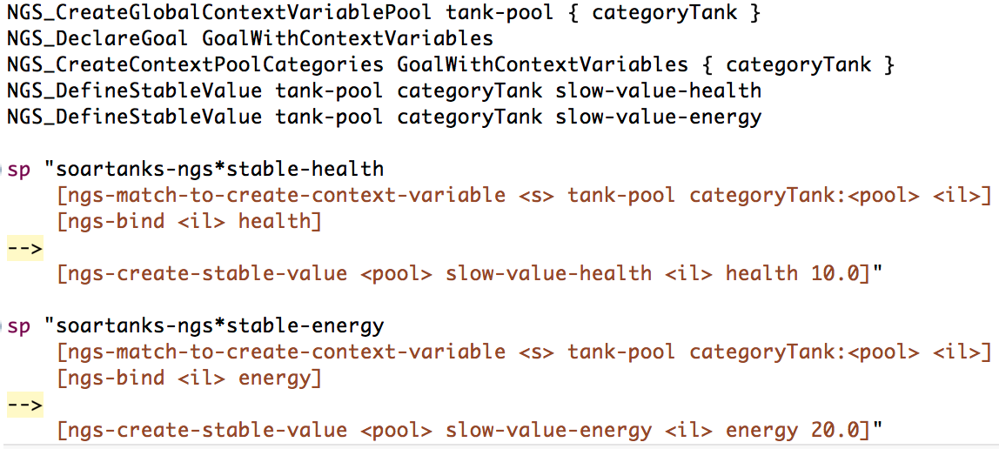 NGS_CreateGlobalContextVariablePool tank-pool { categoryTank }
NGS_DeclareGoal GoalWithContextVariables
NGS_CreateContextPoolCategories GoalWithContextVariables { categoryTank }
NGS_DefineStableValue tank-pool categoryTank slow-value-health
NGS_DefineStableValue tank-pool categoryTank slow-value-energy
sp "soartanks-ngs*stable-health
[ngs-match-to-create-context-variable <s> tank-pool categoryTank:<pool> <il>]
[ngs-bind <il> health]
-->
[ngs-create-stable-value <pool> slow-value-health <il> health 10.0]"
sp "soartanks-ngs*stable-energy
[ngs-match-to-create-context-variable <s> tank-pool categoryTank:<pool> <il>]
[ngs-bind <il> energy]
-->
[ngs-create-stable-value <pool> slow-value-energy <il> energy 20.0]"